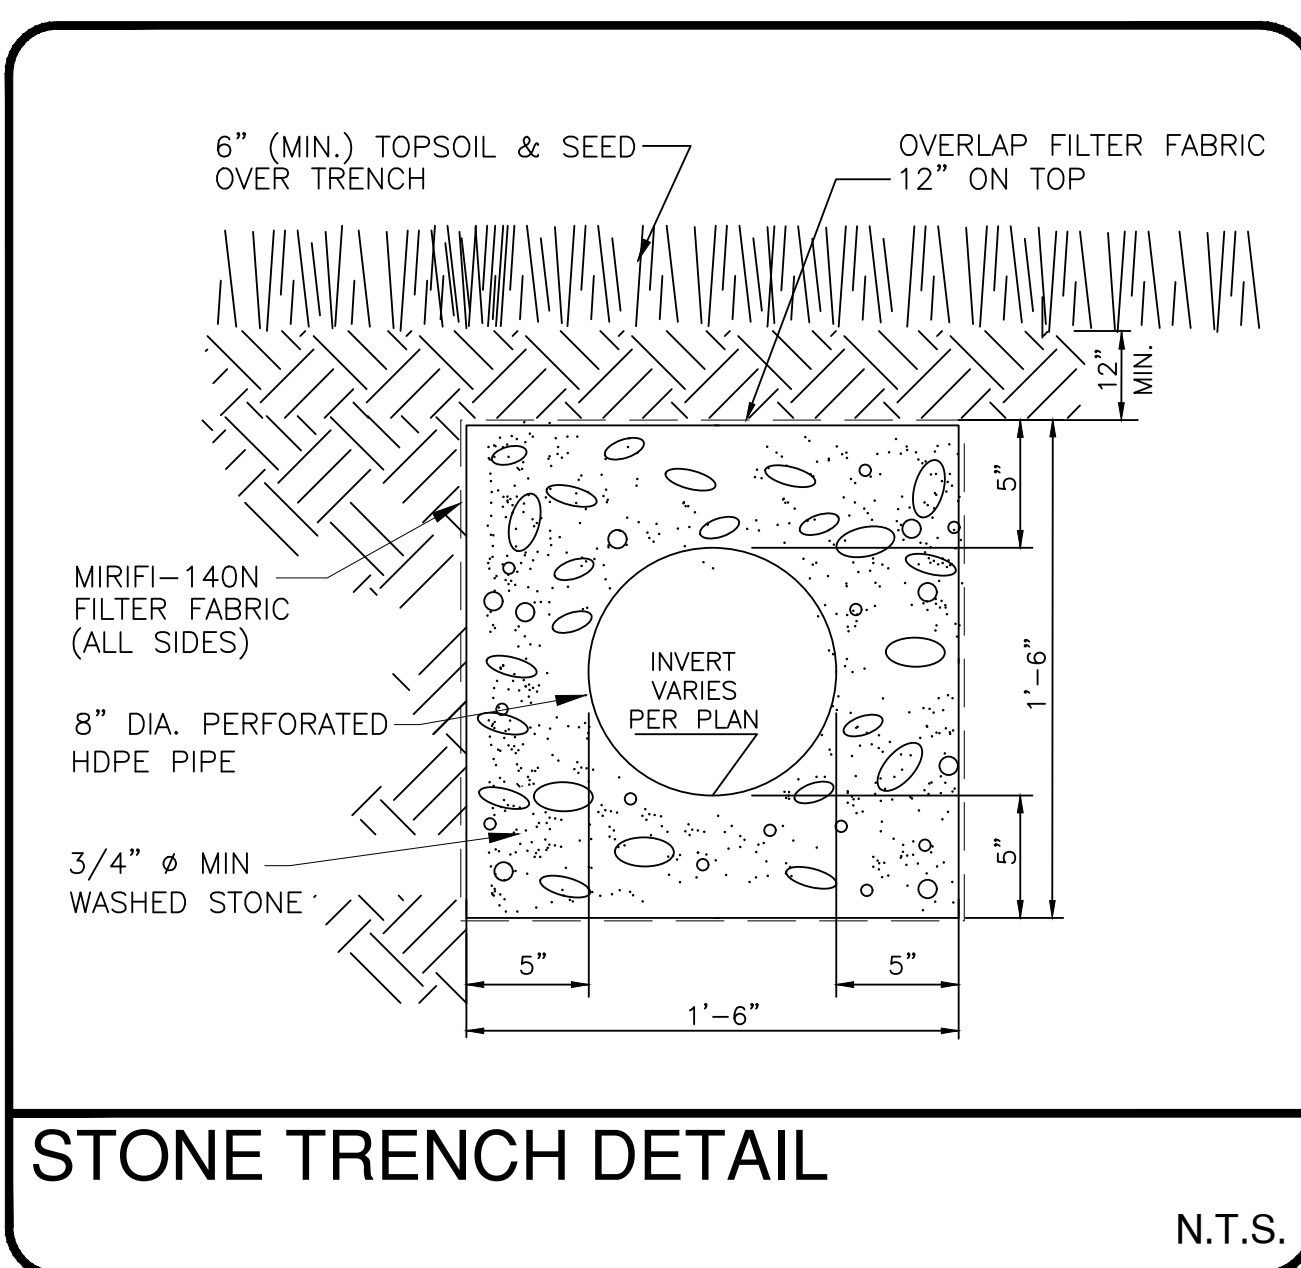 6” (MIN.) TOPSOIL & SEED
OVER TRENCH
OVERLAP FILTER FABRIC
12” ON TOP
12”
MIN.
5”
1’-6”
MIRIFI-140N
FILTER FABRIC
(ALL SIDES)
INVERT
VARIES
PER PLAN
8” DIA. PERFORATED
HDPE PIPE
3/4” ø MIN
WASHED STONE
5”
5”
5”
1’-6”
STONE TRENCH DETAIL
N.T.S.